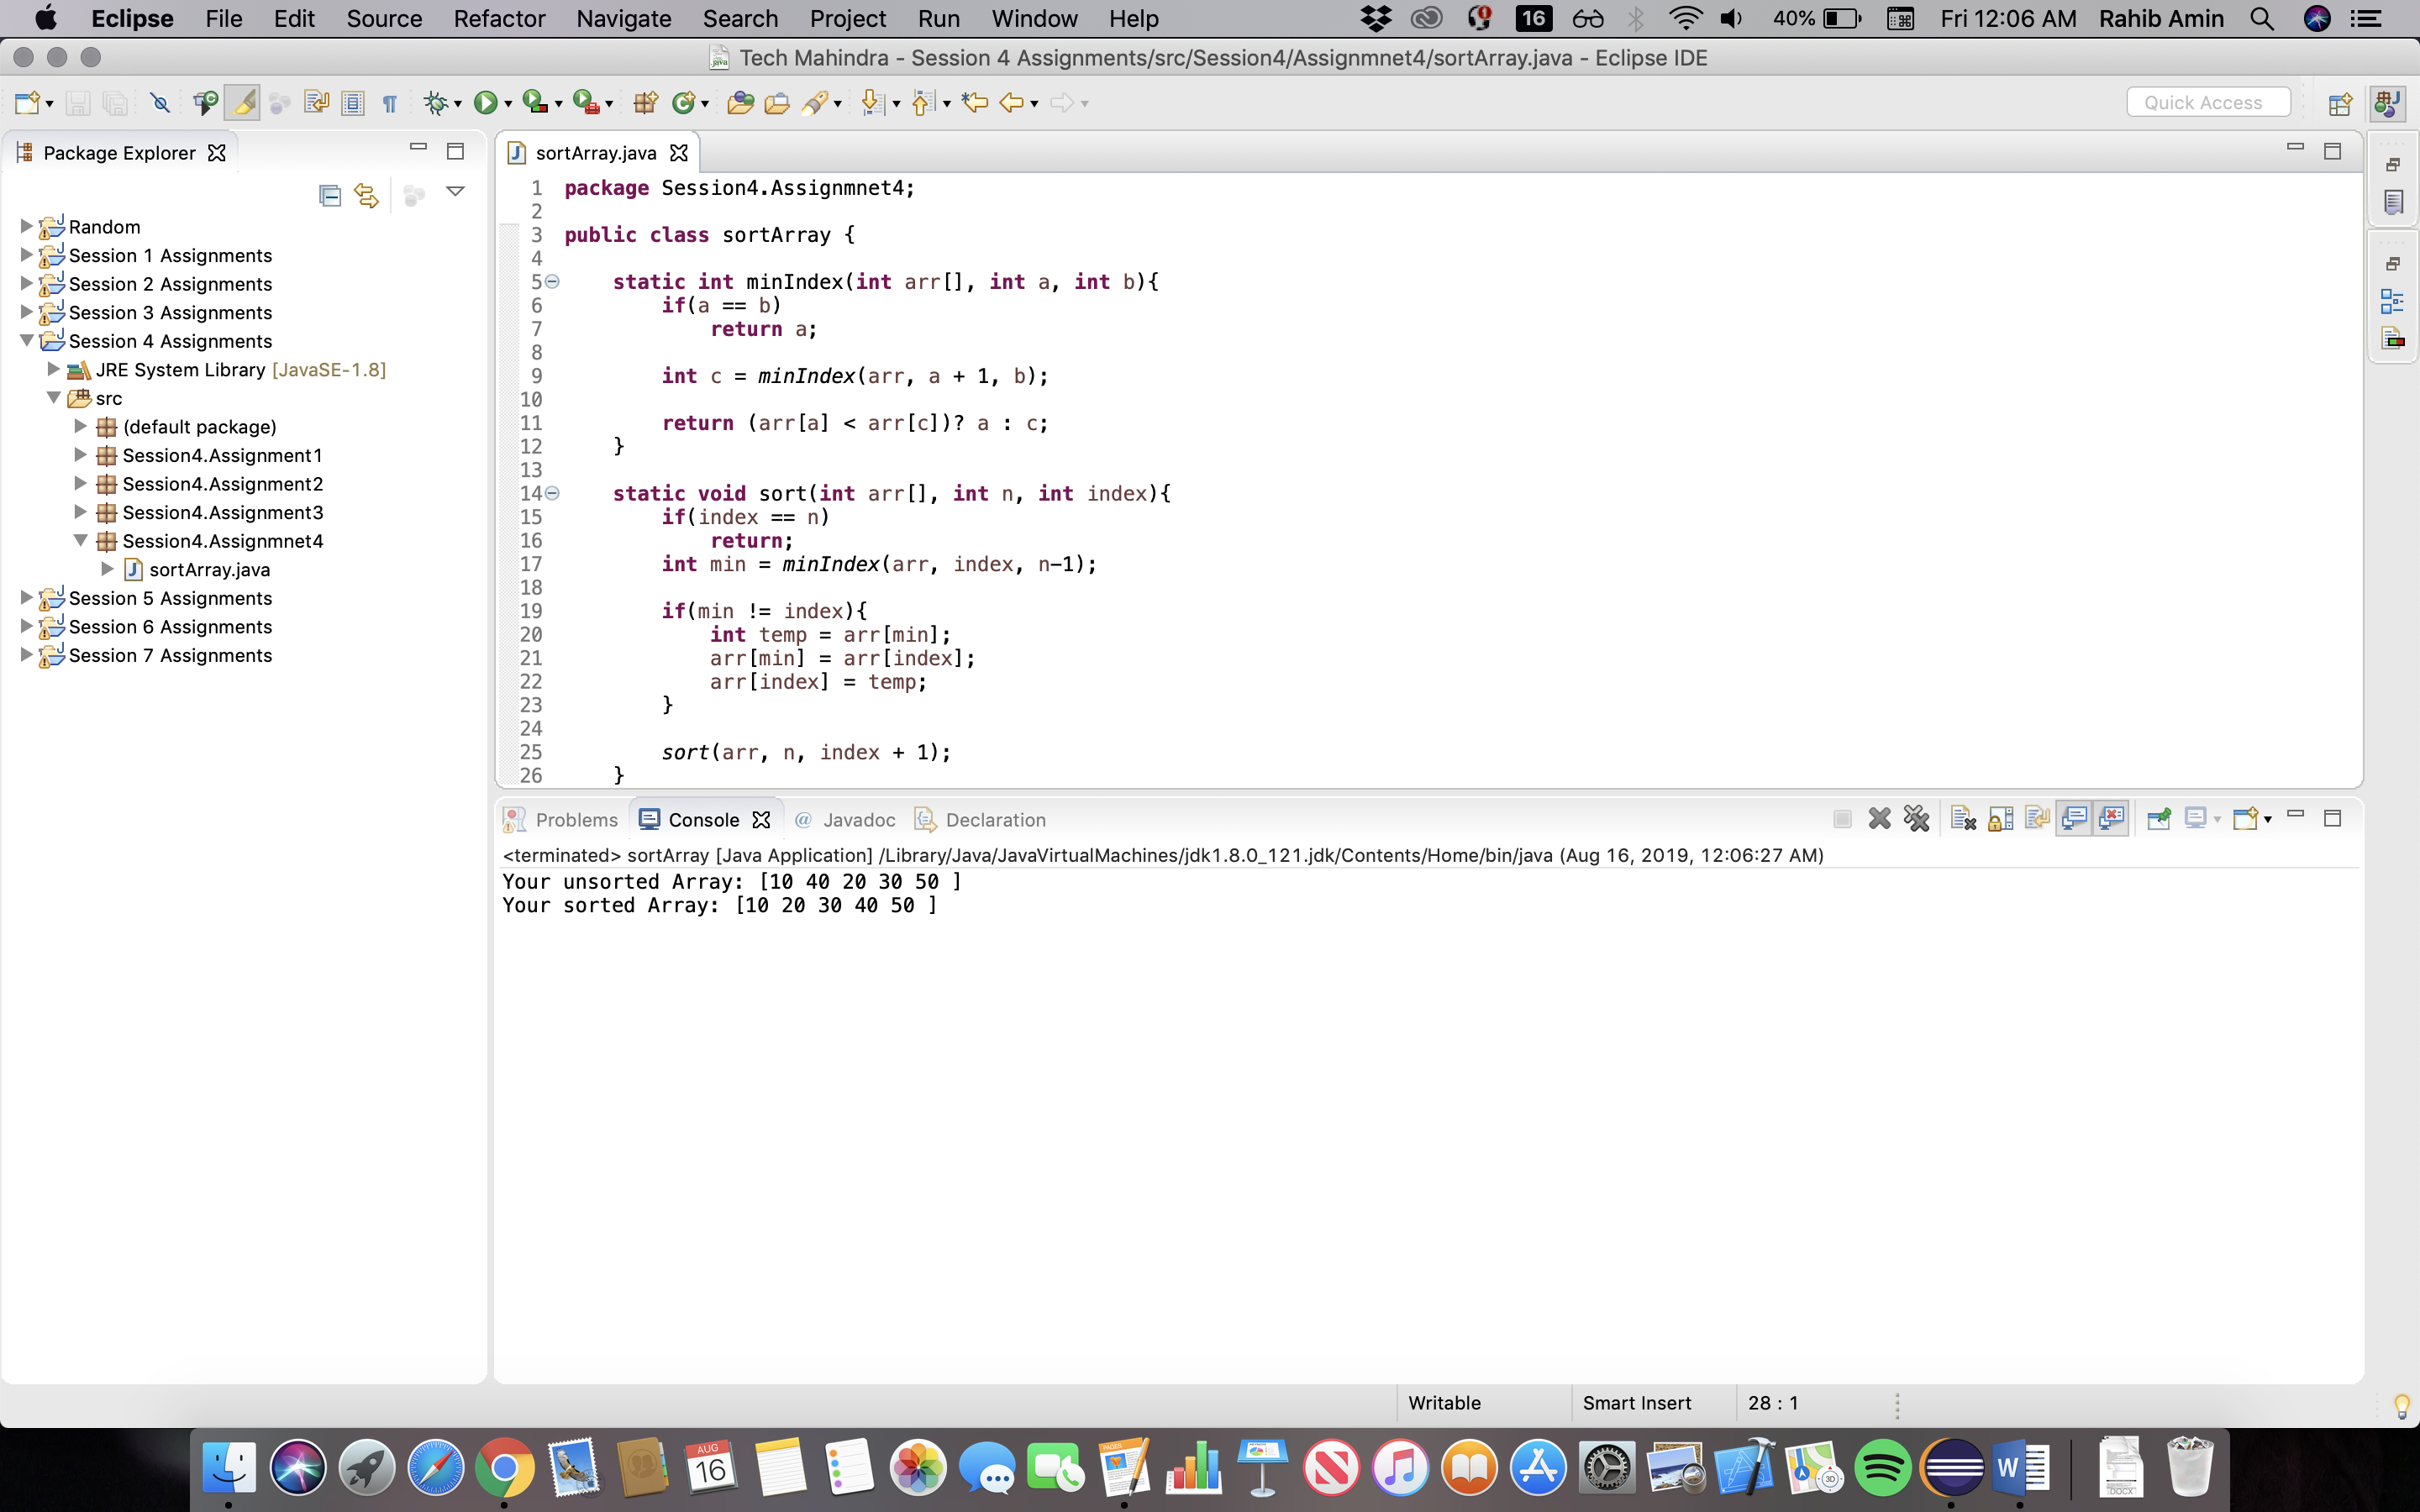 Eclipse File Edit Source Refactor Navigate Search Project Run Window Help 16 40% Fri 12:06 AM Rahib Amin
Tech Mahindra - Session 4 Assignments/src/Session4/Assignmnet4/sortArray.java - Eclipse IDE
Quick Access
Package Explorer
Random
Session 1 Assignments
Session 2 Assignments
Session 3 Assignments
Session 4 Assignments
JRE System Library [JavaSE-1.8]
src
(default package)
Session4.Assignment1
Session4.Assignment2
Session4.Assignment3
Session4.Assignmnet4
sortArray.java
Session 5 Assignments
Session 6 Assignments
Session 7 Assignments
sortArray.java
1 package Session4.Assignmnet4;
2
3 public class sortArray {
4
5 static int minIndex(int arr[], int a, int b){
6 if(a == b)
7 return a;
8
9 int c = minIndex(arr, a + 1, b);
10
11 return (arr[a] < arr[c])? a : c;
12 }
13
14 static void sort(int arr[], int n, int index){
15 if(index == n)
16 return;
17 int min = minIndex(arr, index, n-1);
18
19 if(min != index){
20 int temp = arr[min];
21 arr[min] = arr[index];
22 arr[index] = temp;
23 }
24
25 sort(arr, n, index + 1);
26 }
Problems Console @ Javadoc Declaration
<terminated> sortArray [Java Application] /Library/Java/JavaVirtualMachines/jdk1.8.0_121.jdk/Contents/Home/bin/java (Aug 16, 2019, 12:06:27 AM)
Your unsorted Array: [10 40 20 30 50 ]
Your sorted Array: [10 20 30 40 50 ]
Writable Smart Insert 28 : 1
AUG
16
PAGES
3D
W
DOCX